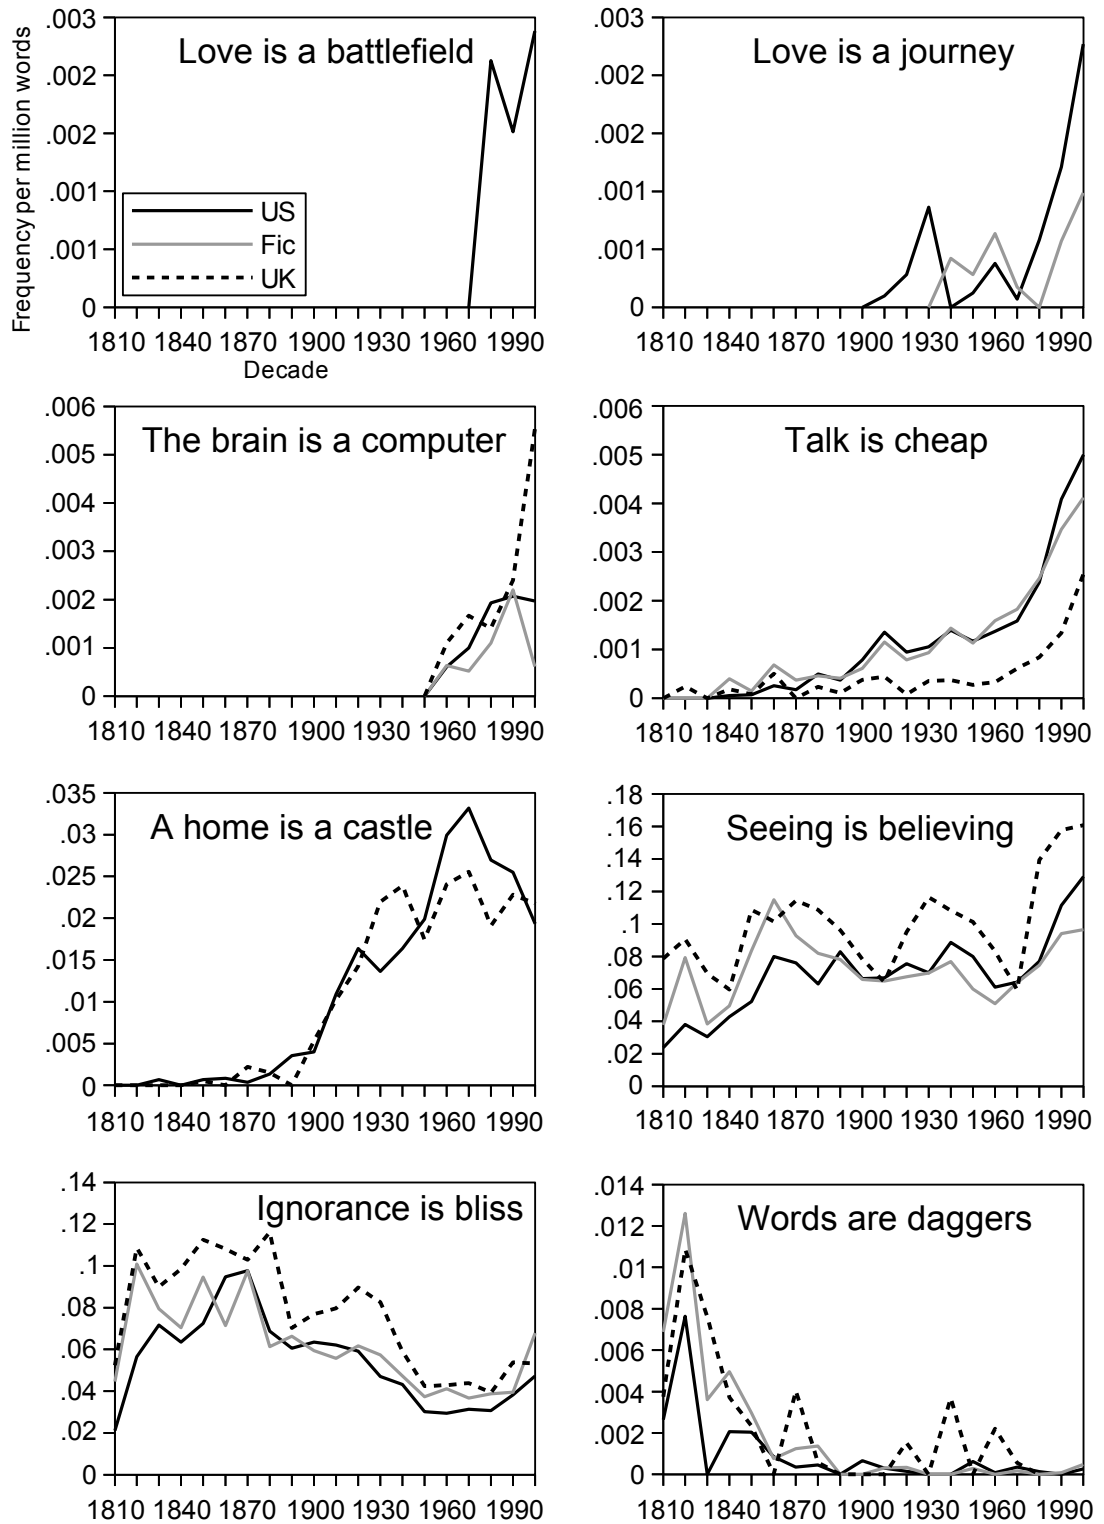 Love is a battlefield
Frequency per million words
.003
.002
.002
.001
.001
0
US
Fic
UK
1810 1840 1870 1900 1930 1960 1990
Decade
Love is a journey
.003
.002
.002
.001
.001
0
1810 1840 1870 1900 1930 1960 1990
The brain is a computer
.006
.005
.004
.003
.002
.001
0
1810 1840 1870 1900 1930 1960 1990
Talk is cheap
.006
.005
.004
.003
.002
.001
0
1810 1840 1870 1900 1930 1960 1990
A home is a castle
.035
.03
.025
.02
.015
.01
.005
0
1810 1840 1870 1900 1930 1960 1990
Seeing is believing
.18
.16
.14
.12
.1
.08
.06
.04
.02
0
1810 1840 1870 1900 1930 1960 1990
Ignorance is bliss
.14
.12
.1
.08
.06
.04
.02
0
1810 1840 1870 1900 1930 1960 1990
Words are daggers
.014
.012
.01
.008
.006
.004
.002
0
1810 1840 1870 1900 1930 1960 1990